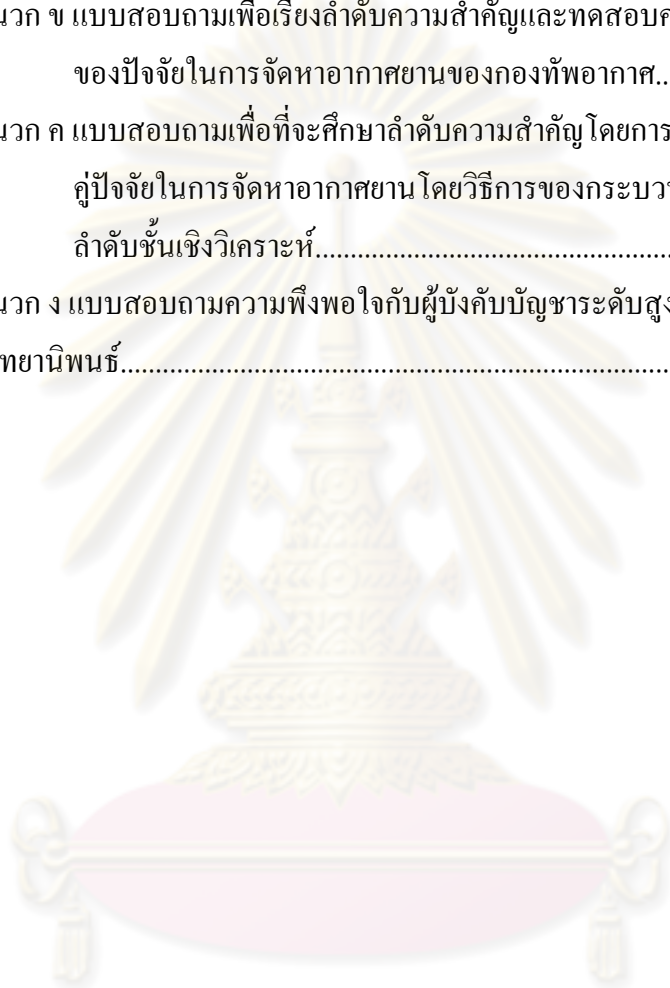 นวก ข แบบสอบถามเพื่อเรียงลำดับความสำคัญและทดสอบค
ของปัจจัยในการจัดหาอากาศยานของกองทัพอากาศ..
นวก ค แบบสอบถามเพื่อที่จะศึกษาลำดับความสำคัญโดยการ
คู่ปัจจัยในการจัดหาอากาศยานโดยวิธีการของกระบว
ลำดับชั้นเชิงวิเคราะห์..................................................
นวก ง แบบสอบถามความพึงพอใจกับผู้บังคับบัญชาระดับสูง
ทยานิพนธ์..............................................................................